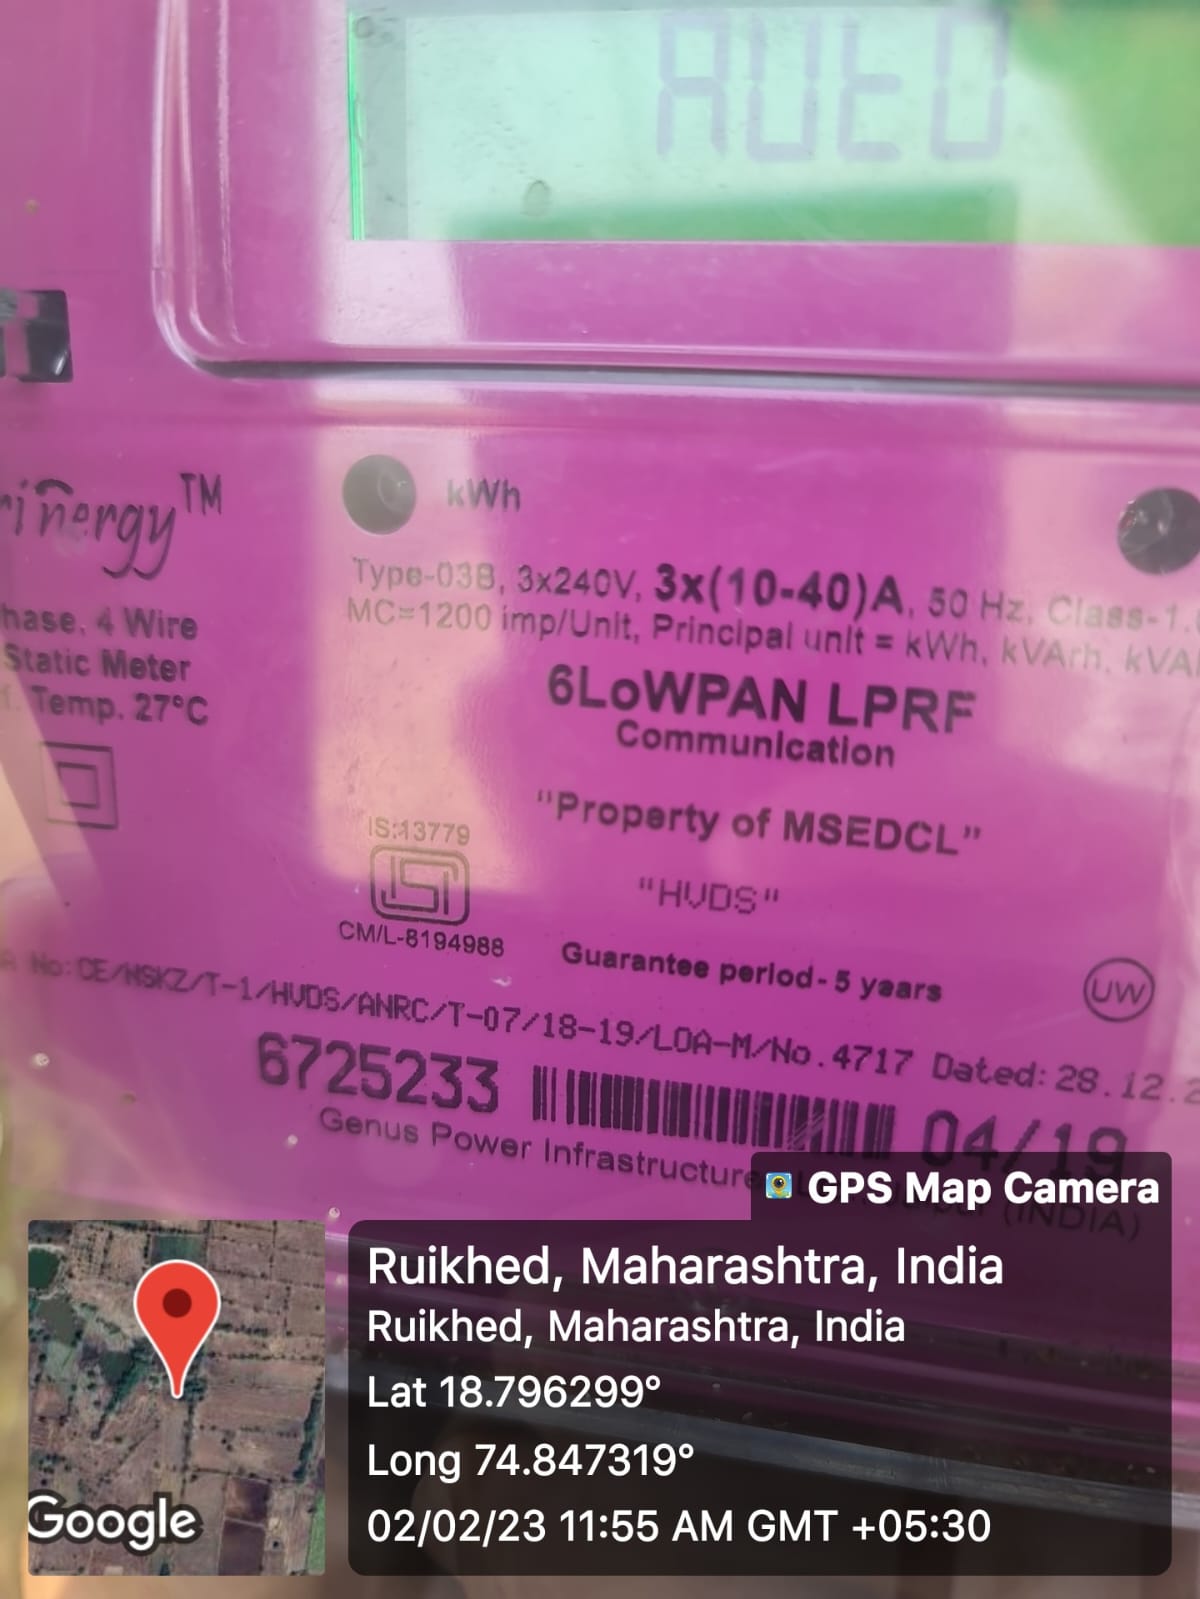 AUtO
TM
kWh
Type-038, 3x240V, 3x(10-40)A, 50 Hz, Class-1.
MC=1200 imp/Unit, Principal unit = kWh, kVArh, kVA
4 Wire
Static Meter
Temp. 27°C
6LoWPAN LPRF
Communication
"Property of MSEDCL"
"HVDS"
IS:13779
CM/L-8194988
Guarantee period- 5 years
UW
No:CE/HSKZ/T-1/HVDS/ANRC/T-07/18-19/LOA-M/No.4717 Dated: 28.12.
6725233 04/19
Genus Power Infrastructure
(INDIA)
GPS Map Camera
Ruikhed, Maharashtra, India
Ruikhed, Maharashtra, India
Lat 18.796299°
Long 74.847319°
02/02/23 11:55 AM GMT +05:30
Google